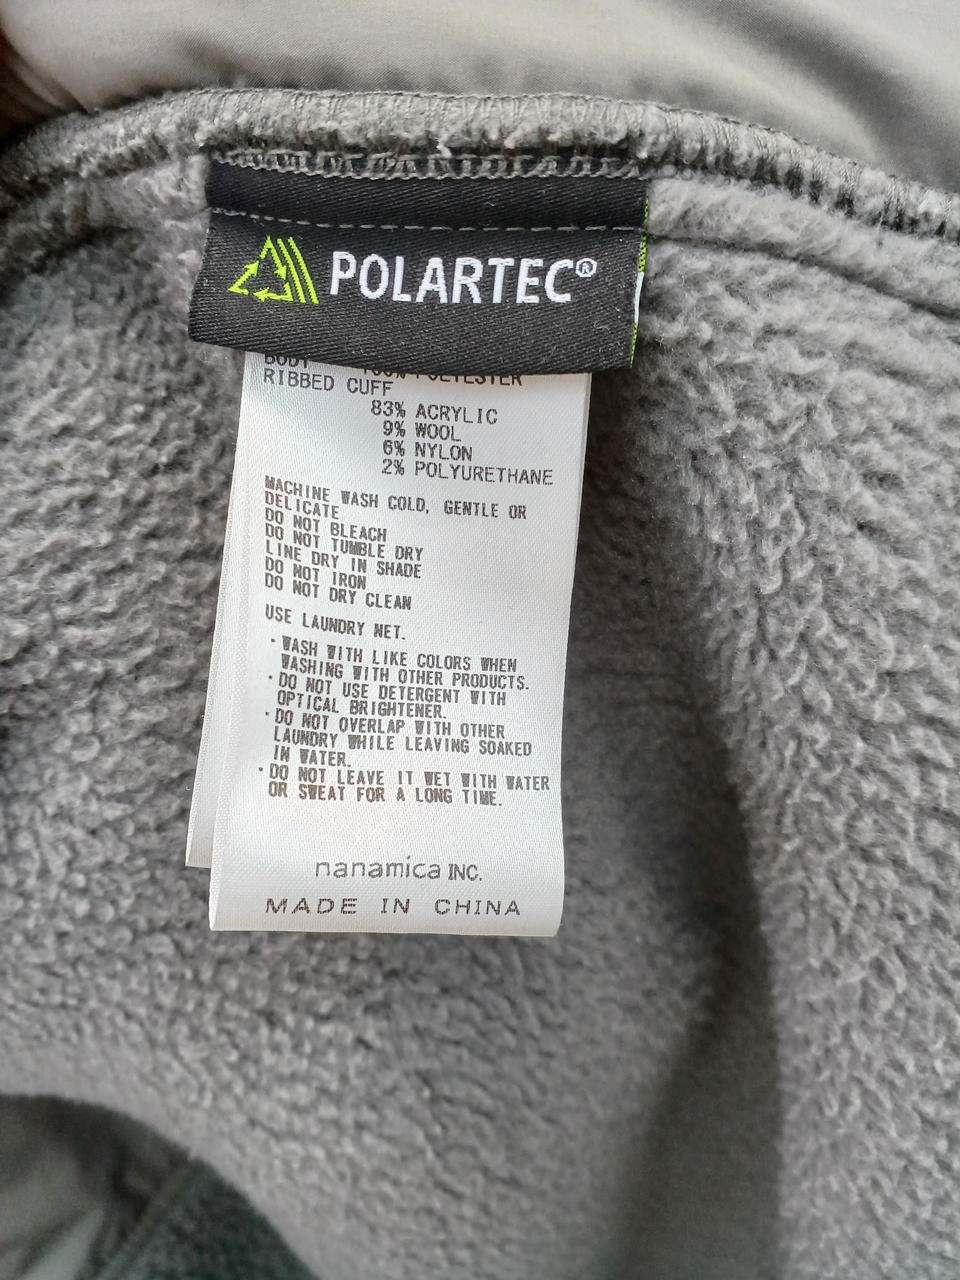 POLARTEC®
BODY 100% POLYESTER
RIBBED CUFF
83% ACRYLIC
9% WOOL
6% NYLON
2% POLYURETHANE
MACHINE WASH COLD, GENTLE OR
DELICATE
DO NOT BLEACH
DO NOT TUMBLE DRY
LINE DRY IN SHADE
DO NOT IRON
DO NOT DRY CLEAN
USE LAUNDRY NET.
・WASH WITH LIKE COLORS WHEN
WASHING WITH OTHER PRODUCTS.
・DO NOT USE DETERGENT WITH
OPTICAL BRIGHTENER.
・DO NOT OVERLAP WITH OTHER
LAUNDRY WHILE LEAVING SOAKED
IN WATER.
・DO NOT LEAVE IT WET WITH WATER
OR SWEAT FOR A LONG TIME.
nanamica INC.
MADE IN CHINA